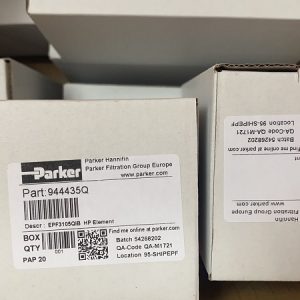 Parker
Parker Hannifin
Parker Filtration Group Europe
www.parker.com
Part: 944435Q
Descr : EPF3105QIB HP Element
BOX
QTY
001
PAP 20
Find me online at parker.com
Batch 54268202
QA-Code QA-M1721
Location 95-SHIPEPF
Hannifin
Filtration Group Europe
www.parker.com
Find me online at parker.com
Batch 54268202
QA-Code QA-M1721
Location 95-SHIPEPF